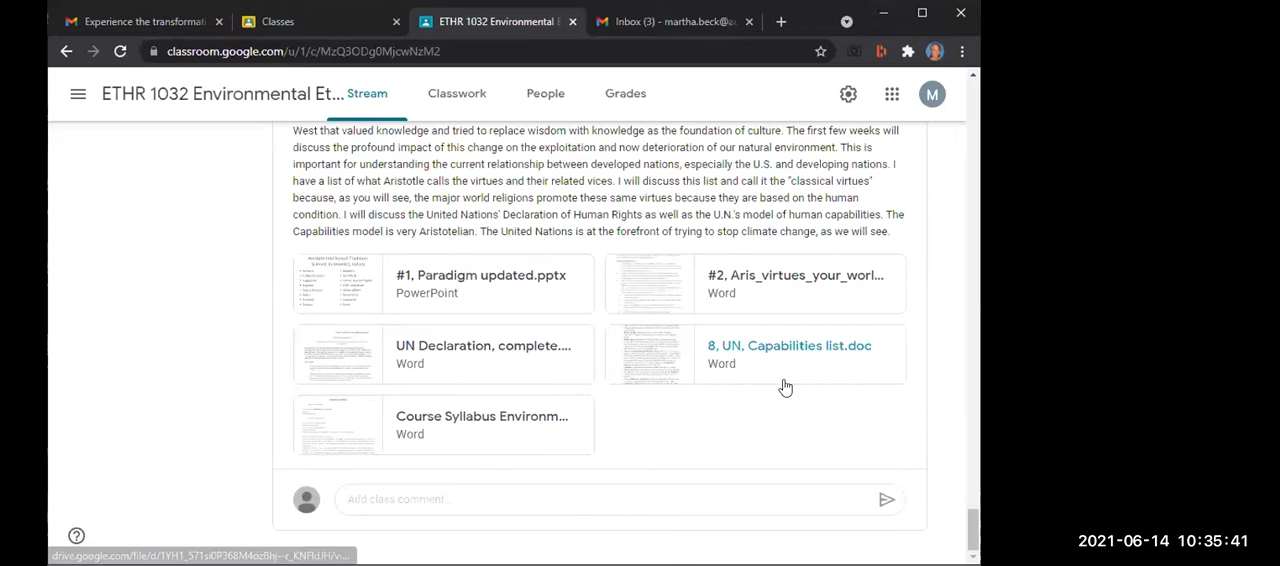 Experience the transformati
Classes
ETHR 1032 Environmental E
Inbox (3) - martha.beck@au
classroom.google.com/u/1/c/MzQ3ODg0MjcwNzM2
ETHR 1032 Environmental Et...
Stream
Classwork
People
Grades
M
West that valued knowledge and tried to replace wisdom with knowledge as the foundation of culture. The first few weeks will
discuss the profound impact of this change on the exploitation and now deterioration of our natural environment. This is
important for understanding the current relationship between developed nations, especially the U.S. and developing nations. I
have a list of what Aristotle calls the virtues and their related vices. I will discuss this list and call it the "classical virtues"
because, as you will see, the major world religions promote these same virtues because they are based on the human
condition. I will discuss the United Nations' Declaration of Human Rights as well as the U.N.'s model of human capabilities. The
Capabilities model is very Aristotelian. The United Nations is at the forefront of trying to stop climate change, as we will see.
#1, Paradigm updated.pptx
PowerPoint
#2, Aris_virtues_your_worl...
Word
UN Declaration, complete....
Word
8, UN, Capabilities list.doc
Word
Course Syllabus Environm...
Word
Add class comment...
2021-06-14 10:35:41